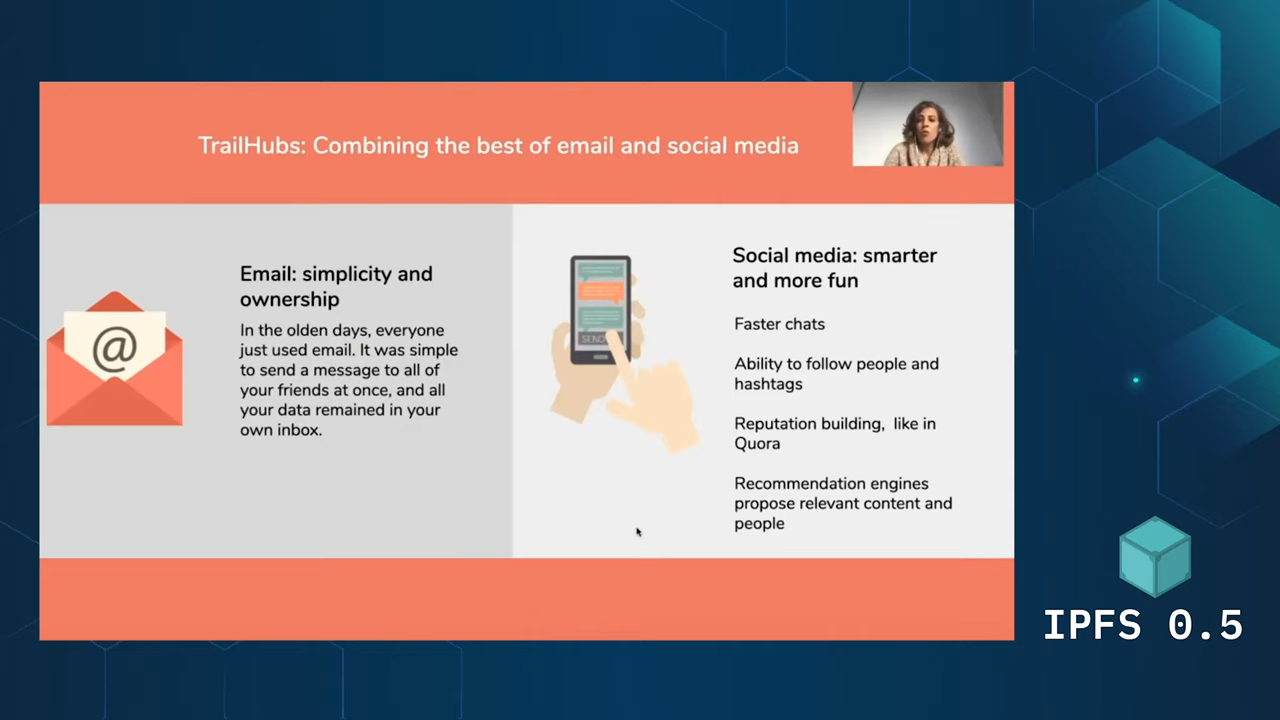 TrailHubs: Combining the best of email and social media
Email: simplicity and
ownership
In the olden days, everyone
just used email. It was simple
to send a message to all of
your friends at once, and all
your data remained in your
own inbox.
@
SEND
Social media: smarter
and more fun
Faster chats
Ability to follow people and
hashtags
Reputation building,  like in
Quora
Recommendation engines
propose relevant content and
people
IPFS 0.5